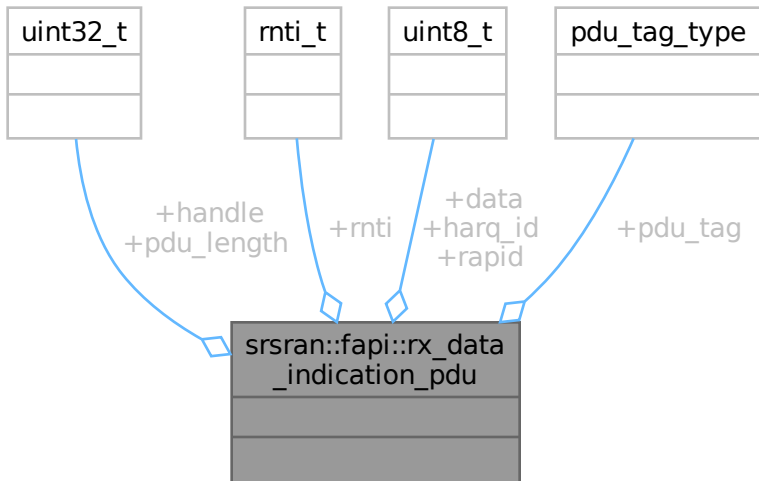 uint32_t
rnti_t
uint8_t
pdu_tag_type
+handle
+pdu_length
+rnti
+data
+harq_id
+rapid
+pdu_tag
srsran::fapi::rx_data
_indication_pdu